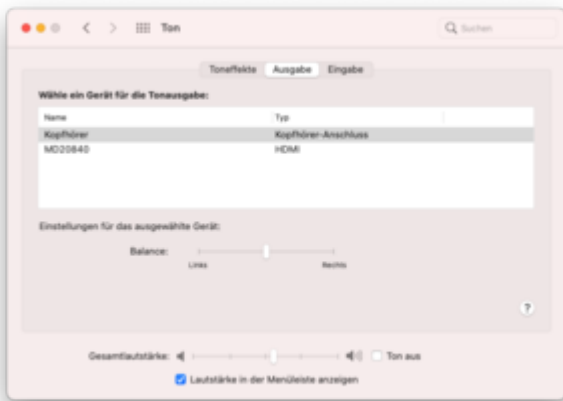 Ton
Suchen
Toneffekte Ausgabe Eingabe
Wähle ein Gerät für die Tonausgabe:
Name Typ
Kopfhörer Kopfhörer-Anschluss
MD20840 HDMI
Einstellungen für das ausgewählte Gerät:
Balance:
Links Rechts
?
Gesamtlautstärke: Ton aus
Lautstärke in der Menüleiste anzeigen